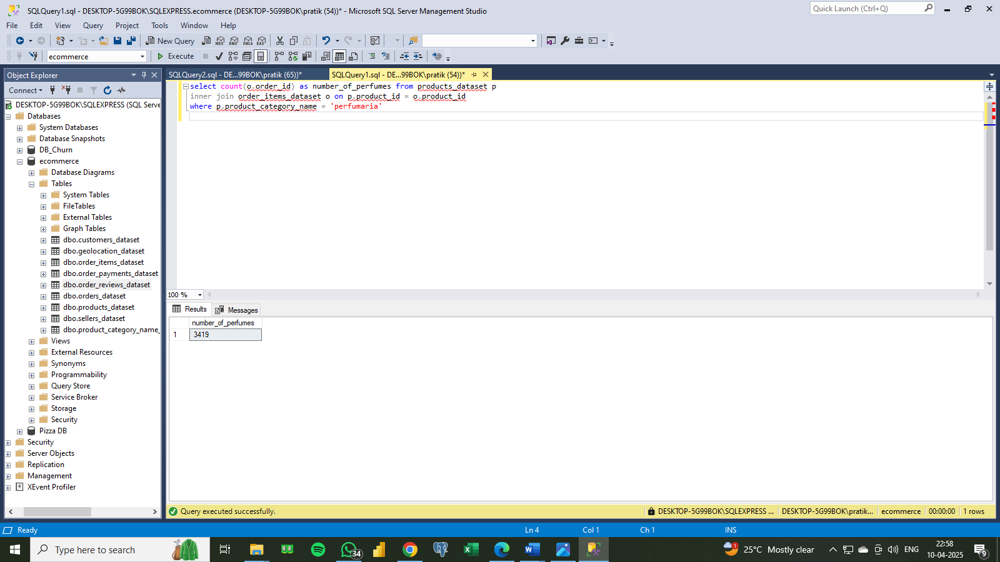 SQLQuery1.sql - DESKTOP-5G99BOK\SQLEXPRESS.ecommerce (DESKTOP-5G99BOK\pratik (54))* - Microsoft SQL Server Management Studio
Quick Launch (Ctrl+Q)
File Edit View Query Project Tools Window Help
New Query
MDX DMX XMLA DAX
ecommerce
Execute
Object Explorer
SQLQuery2.sql - DE...99BOK\pratik (65))*
SQLQuery1.sql - DE...99BOK\pratik (54))*
Connect
DESKTOP-5G99BOK\SQLEXPRESS (SQL Serve
Databases
System Databases
Database Snapshots
DB_Churn
ecommerce
Database Diagrams
Tables
System Tables
FileTables
External Tables
Graph Tables
dbo.customers_dataset
dbo.geolocation_dataset
dbo.order_items_dataset
dbo.order_payments_dataset
dbo.order_reviews_dataset
dbo.orders_dataset
dbo.products_dataset
dbo.sellers_dataset
dbo.product_category_name_
Views
External Resources
Synonyms
Programmability
Query Store
Service Broker
Storage
Security
Pizza DB
Security
Server Objects
Replication
Management
XEvent Profiler
select count(o.order_id) as number_of_perfumes from products_dataset p
inner join order_items_dataset o on p.product_id = o.product_id
where p.product_category_name = 'perfumaria'
100 %
Results Messages
number_of_perfumes
1 3419
Query executed successfully.
DESKTOP-5G99BOK\SQLEXPRESS ... DESKTOP-5G99BOK\pratik... ecommerce 00:00:00 1 rows
Ready Ln 4 Col 1 Ch 1 INS
Type here to search
34
1
25°C Mostly clear
ENG
22:58
10-04-2025
9